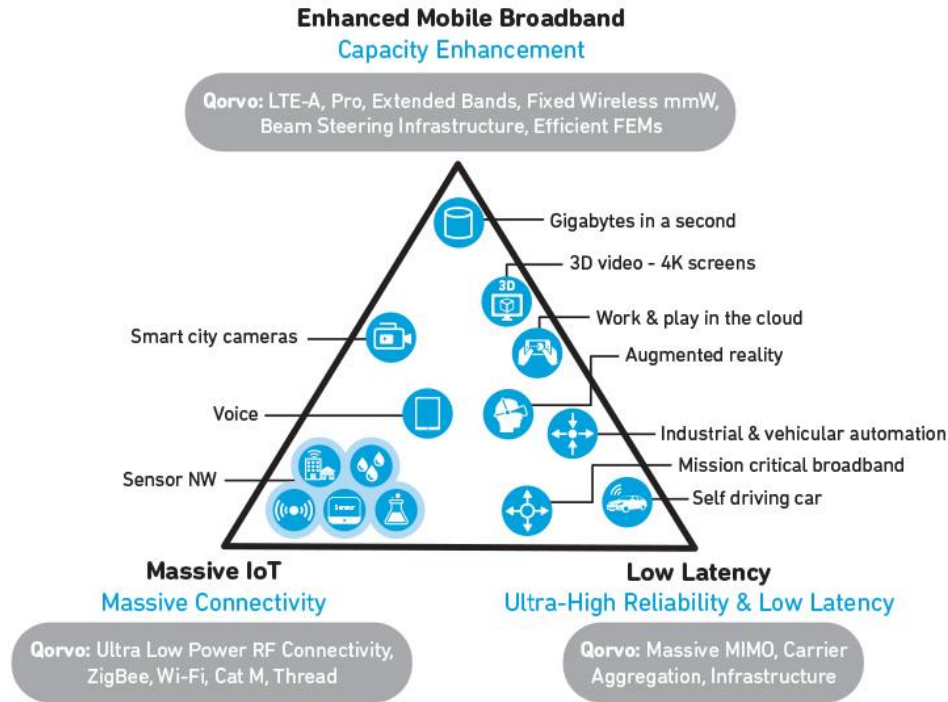 Enhanced Mobile Broadband
Capacity Enhancement
Qorvo: LTE-A, Pro, Extended Bands, Fixed Wireless mmW,
Beam Steering Infrastructure, Efficient FEMs
Gigabytes in a second
3D video - 4K screens
3D
Work & play in the cloud
Smart city cameras
Augmented reality
Voice
Industrial & vehicular automation
Mission critical broadband
Sensor NW
Self driving car
Massive IoT
Massive Connectivity
Qorvo: Ultra Low Power RF Connectivity,
ZigBee, Wi-Fi, Cat M, Thread
Low Latency
Ultra-High Reliability & Low Latency
Qorvo: Massive MIMO, Carrier
Aggregation, Infrastructure